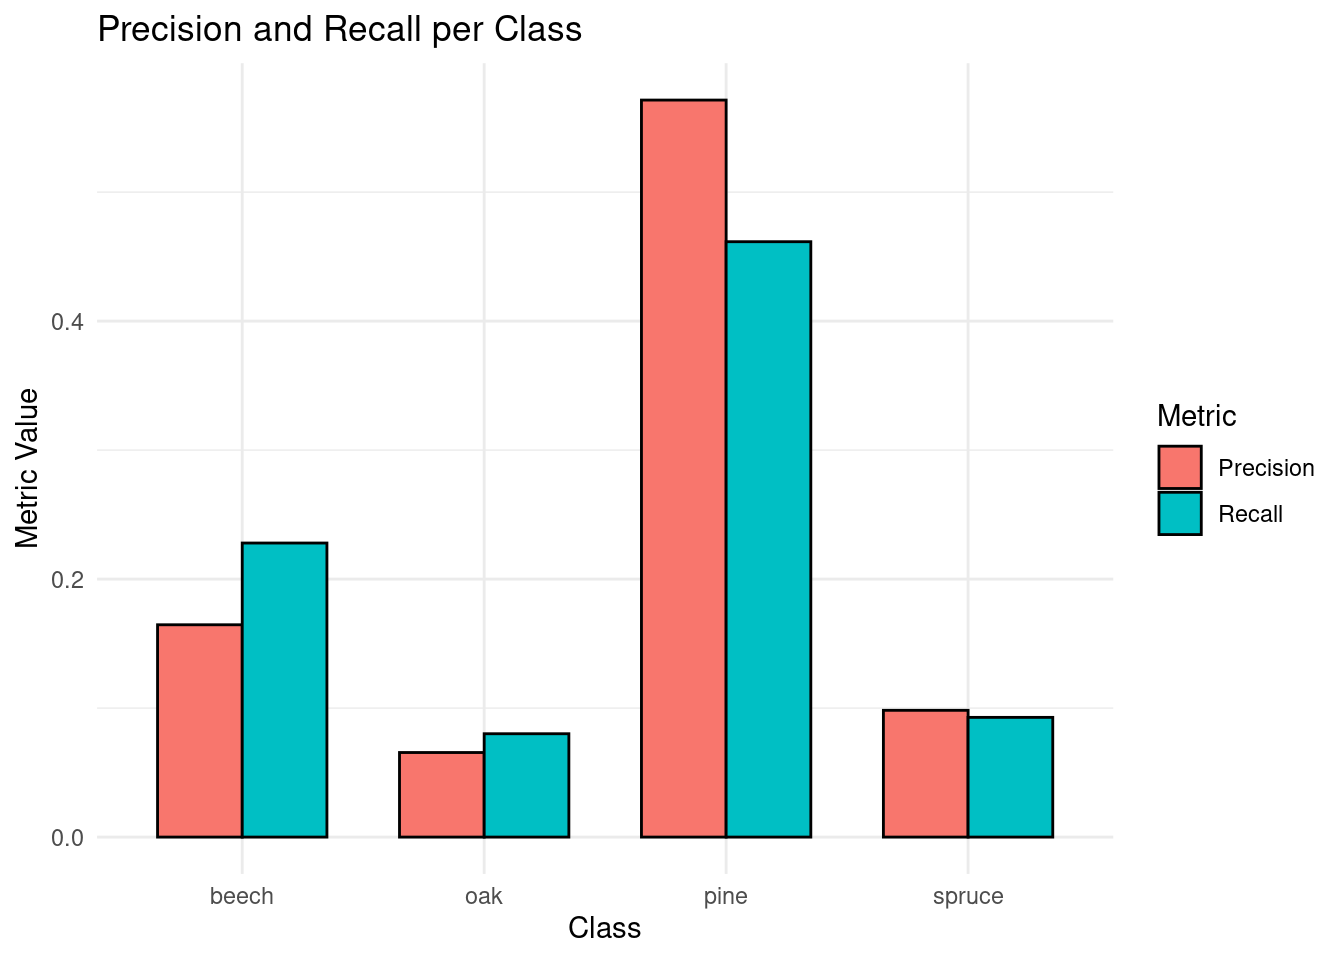 Precision and Recall per Class
Metric Value
0.4
0.2
0.0
beech
oak
pine
spruce
Class
Metric
Precision
Recall